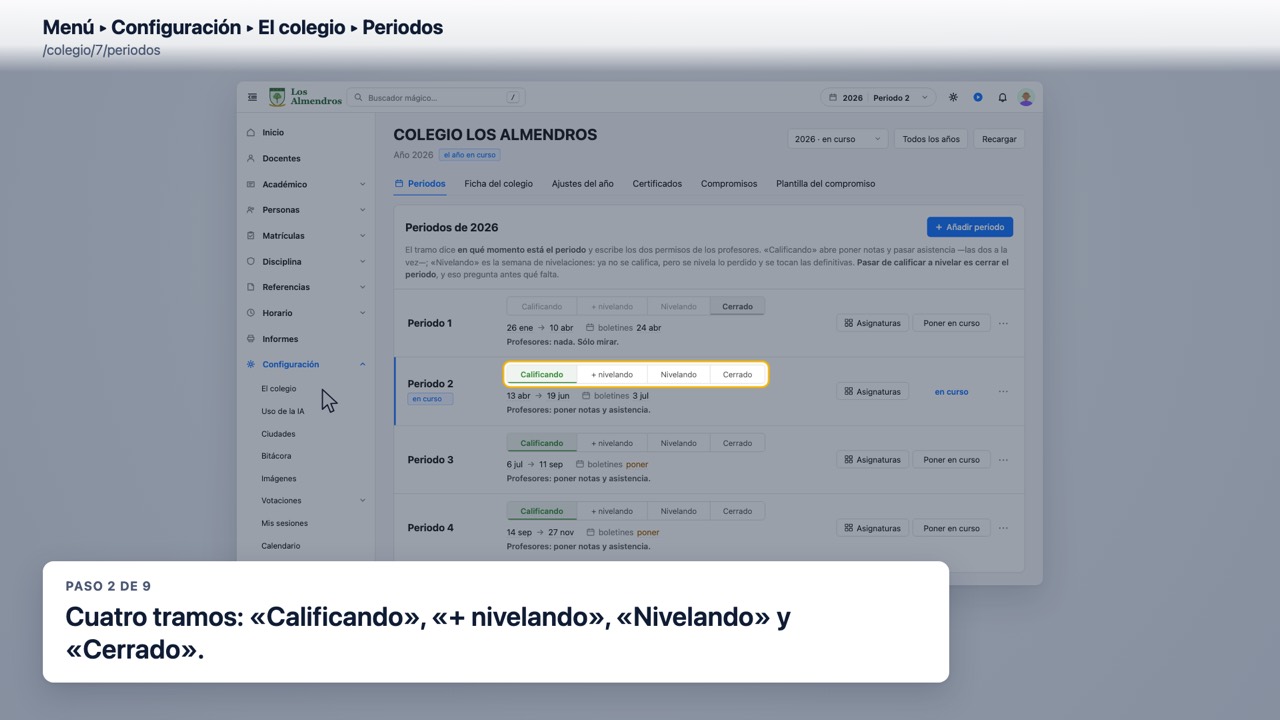 Menú ▸ Configuración ▸ El colegio ▸ Periodos
/colegio/7/periodos
Los Almendros
Buscador mágico...
/
2026
Periodo 2
Inicio
Docentes
Académico
Personas
Matrículas
Disciplina
Referencias
Horario
Informes
Configuración
El colegio
Uso de la IA
Ciudades
Bitácora
Imágenes
Votaciones
Mis sesiones
Calendario
COLEGIO LOS ALMENDROS
Año 2026 el año en curso
2026 · en curso
Todos los años
Recargar
Periodos
Ficha del colegio
Ajustes del año
Certificados
Compromisos
Plantilla del compromiso
Periodos de 2026
+ Añadir periodo
El tramo dice en qué momento está el periodo y escribe los dos permisos de los profesores. «Calificando» abre poner notas y pasar asistencia —las dos a la
vez—; «Nivelando» es la semana de nivelaciones: ya no se califica, pero se nivela lo perdido y se tocan las definitivas. Pasar de calificar a nivelar es cerrar el
periodo, y eso pregunta antes qué falta.
Periodo 1
Calificando + nivelando Nivelando Cerrado
26 ene → 10 abr boletines 24 abr
Profesores: nada. Sólo mirar.
Asignaturas Poner en curso ···
Periodo 2
en curso
Calificando + nivelando Nivelando Cerrado
13 abr → 19 jun boletines 3 jul
Profesores: poner notas y asistencia.
Asignaturas en curso ···
Periodo 3
Calificando + nivelando Nivelando Cerrado
6 jul → 11 sep boletines poner
Profesores: poner notas y asistencia.
Asignaturas Poner en curso ···
Periodo 4
Calificando + nivelando Nivelando Cerrado
14 sep → 27 nov boletines poner
Profesores: poner notas y asistencia.
Asignaturas Poner en curso ···
PASO 2 DE 9
Cuatro tramos: «Calificando», «+ nivelando», «Nivelando» y
«Cerrado».